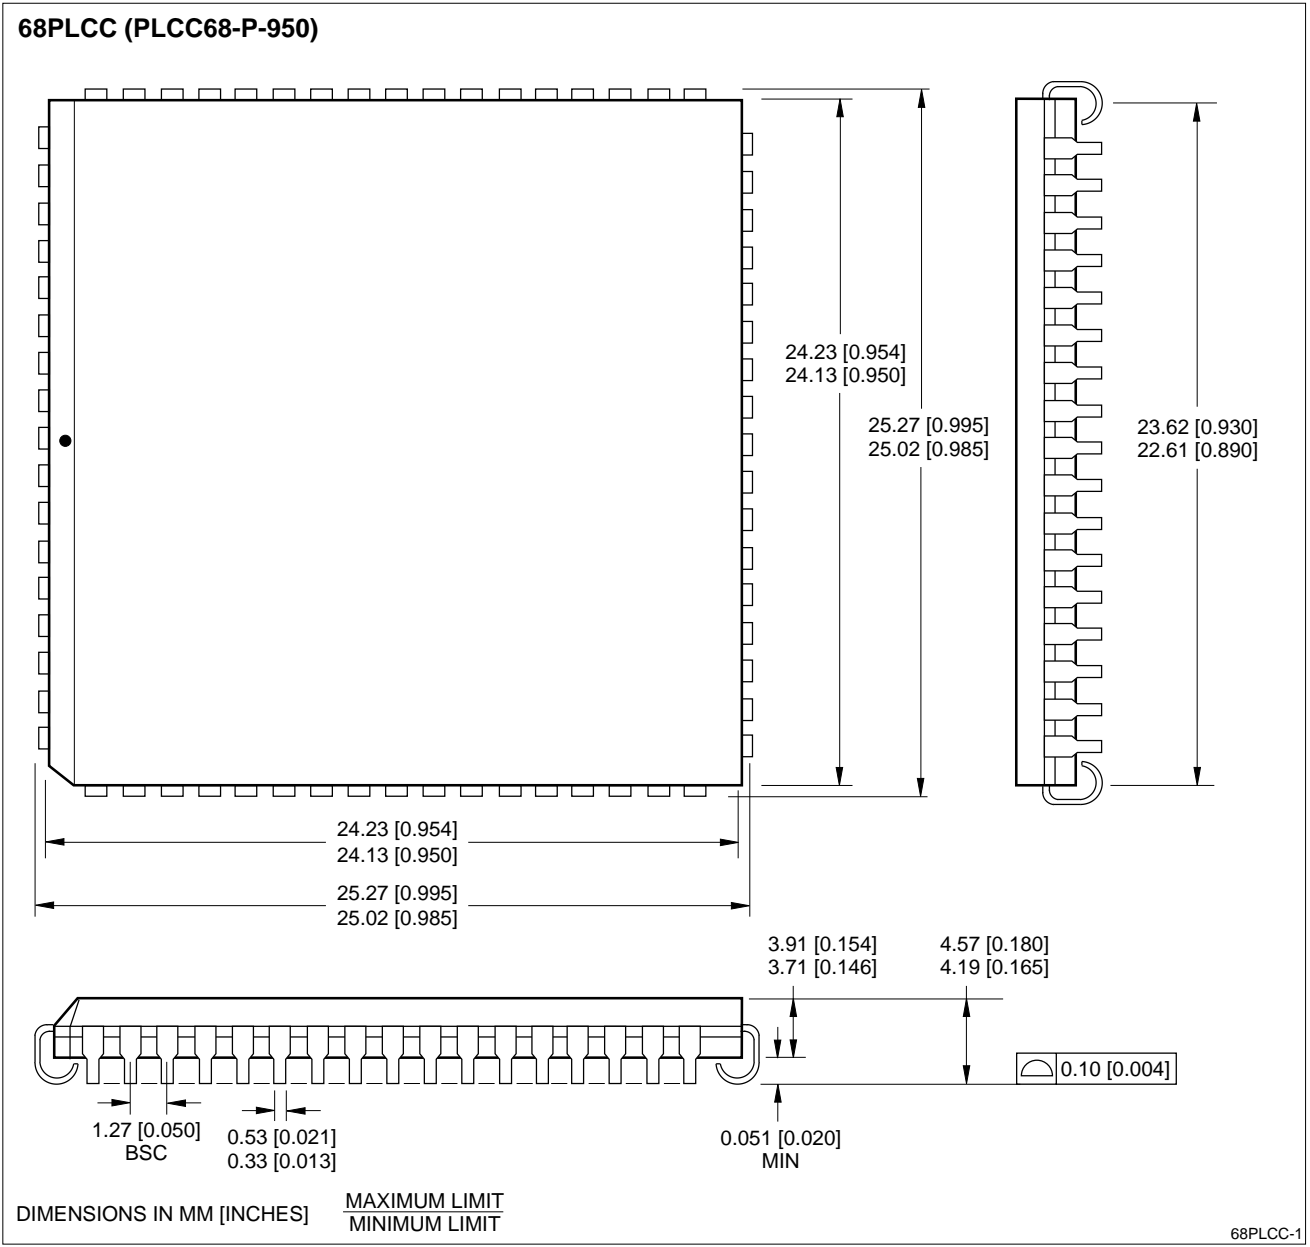 68PLCC (PLCC68-P-950)
24.23 [0.954]
24.13 [0.950]
25.27 [0.995]
25.02 [0.985]
23.62 [0.930]
22.61 [0.890]
24.23 [0.954]
24.13 [0.950]
25.27 [0.995]
25.02 [0.985]
3.91 [0.154]
3.71 [0.146]
4.57 [0.180]
4.19 [0.165]
0.10 [0.004]
1.27 [0.050]
BSC
0.53 [0.021]
0.33 [0.013]
0.051 [0.020]
MIN
DIMENSIONS IN MM [INCHES]
MAXIMUM LIMIT
MINIMUM LIMIT
68PLCC-1